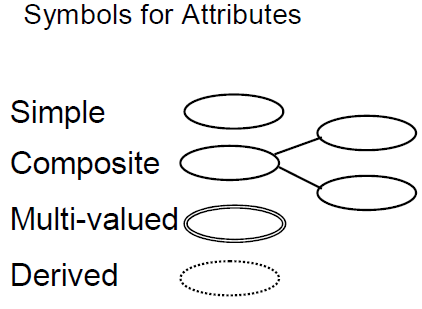 Symbols for Attributes
Simple
Composite
Multi-valued
Derived